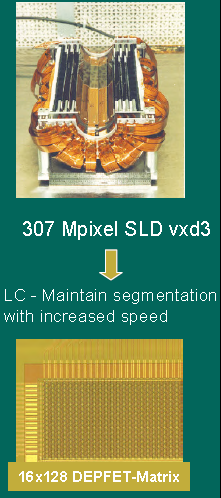 307 Mpixel SLD vxd3
LC - Maintain segmentation
with increased speed
16x128 DEPFET-Matrix